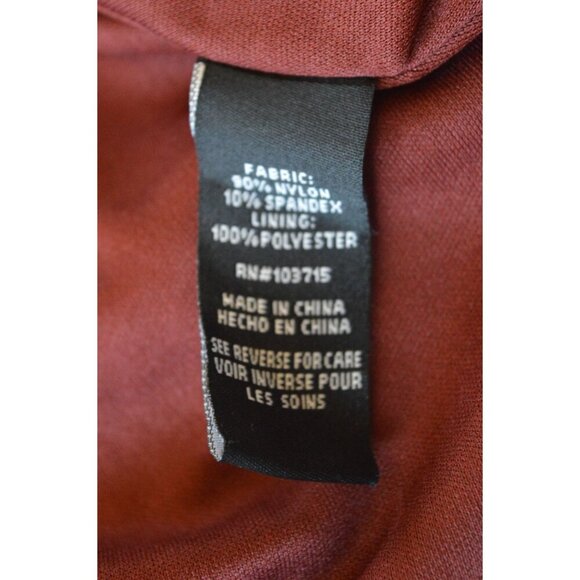 FABRIC:
90% NYLON
10% SPANDEX
LINING:
100% POLYESTER
RN#103715
MADE IN CHINA
HECHO EN CHINA
SEE REVERSE FOR CARE
VOIR INVERSE POUR
LES SOINS